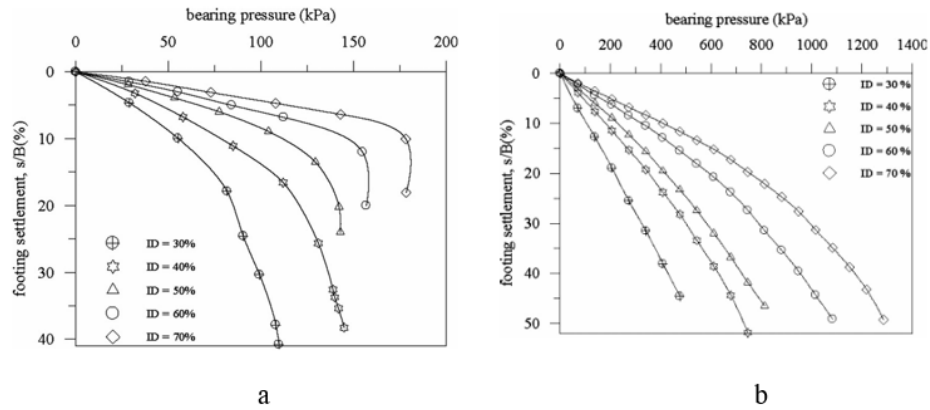 a
bearing pressure (kPa)
0 50 100 150 200
0
10
20
30
40
footing settlement, s/B(%)
ID = 30%
ID = 40%
ID = 50%
ID = 60%
ID = 70%
a
b
bearing pressure (kPa)
0 200 400 600 800 1000 1200 1400
0
10
20
30
40
50
footing settlement, s/B(%)
ID = 30 %
ID = 40 %
ID = 50 %
ID = 60 %
ID = 70 %
b